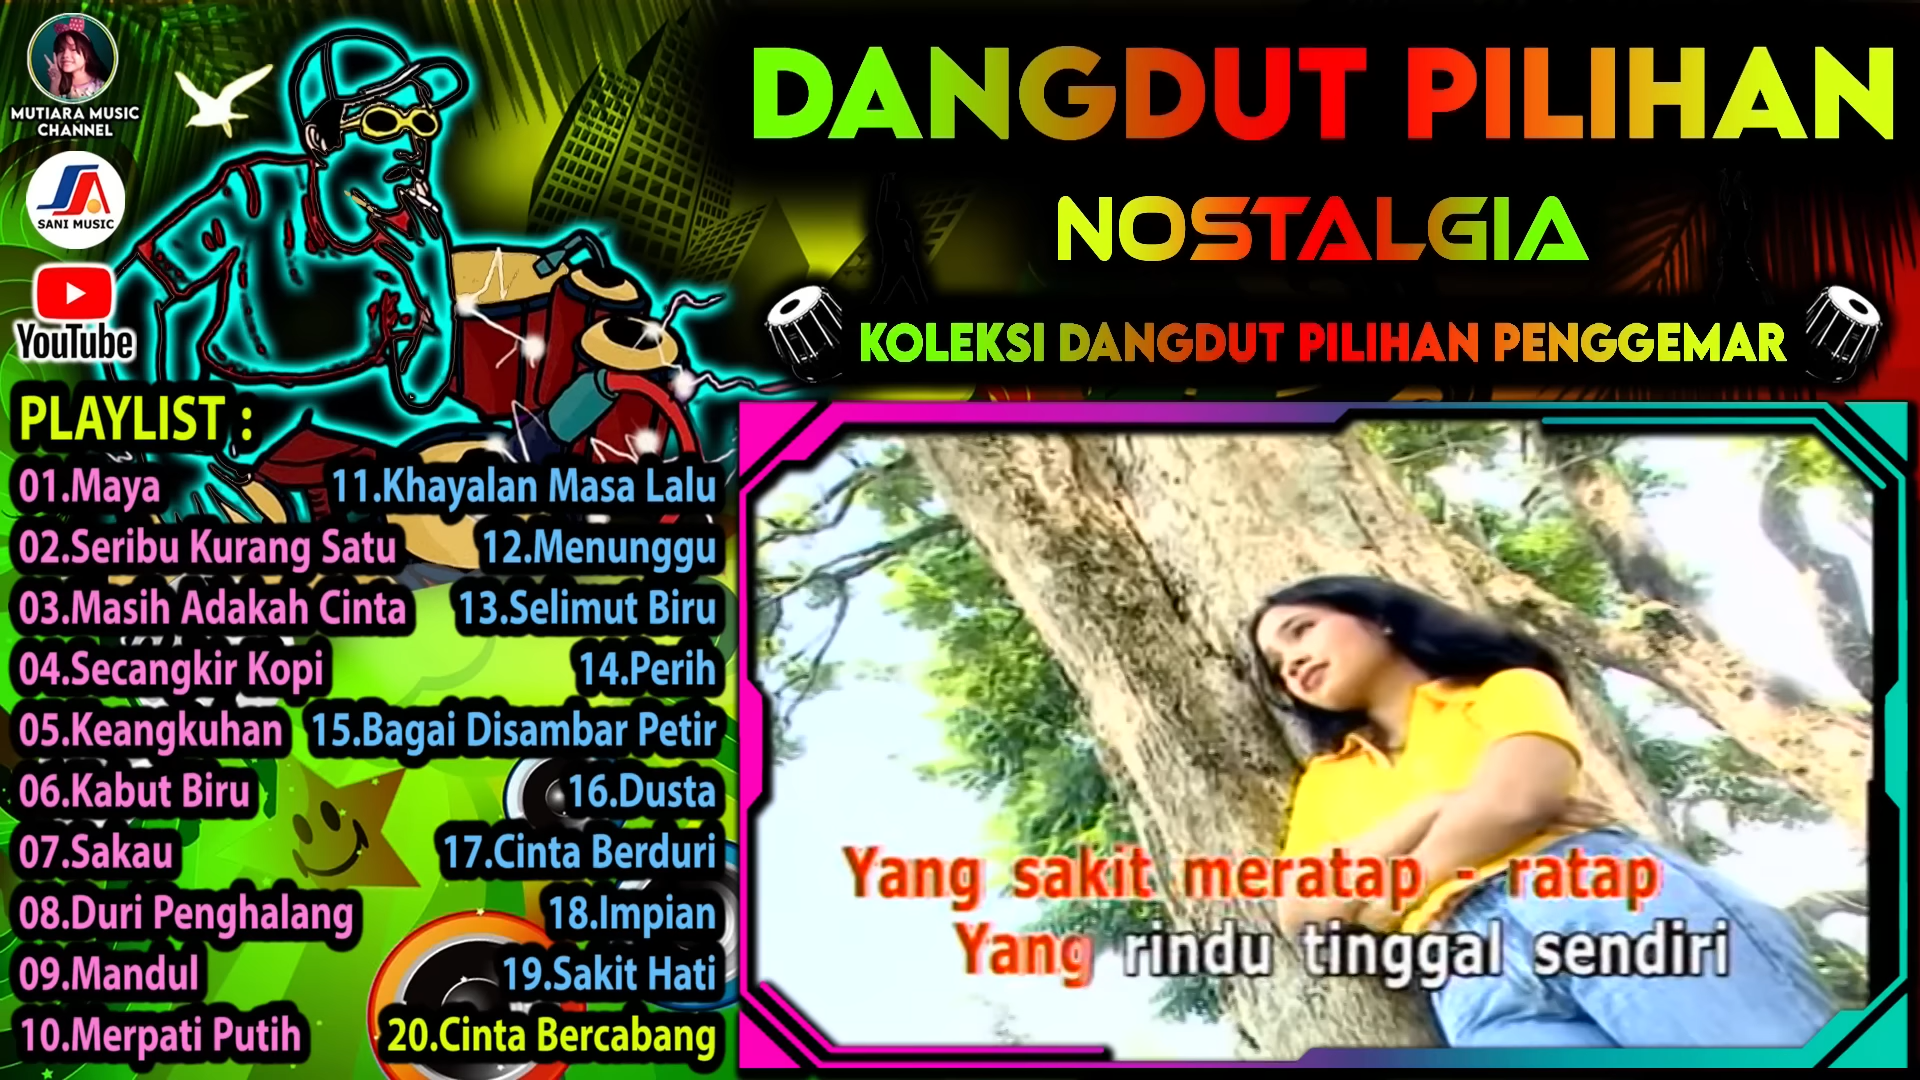 MUTIARA MUSIC
CHANNEL
SANI MUSIC
YouTube
DANGDUT PILIHAN
NOSTALGIA
KOLEKSI DANGDUT PILIHAN PENGGEMAR
PLAYLIST :
01.Maya
02.Seribu Kurang Satu
03.Masih Adakah Cinta
04.Secangkir Kopi
05.Keangkuhan
06.Kabut Biru
07.Sakau
08.Duri Penghalang
09.Mandul
10.Merpati Putih
11.Khayalan Masa Lalu
12.Menunggu
13.Selimut Biru
14.Perih
15.Bagai Disambar Petir
16.Dusta
17.Cinta Berduri
18.Impian
19.Sakit Hati
20.Cinta Bercabang
Yang sakit meratap - ratap
Yang rindu tinggal sendiri